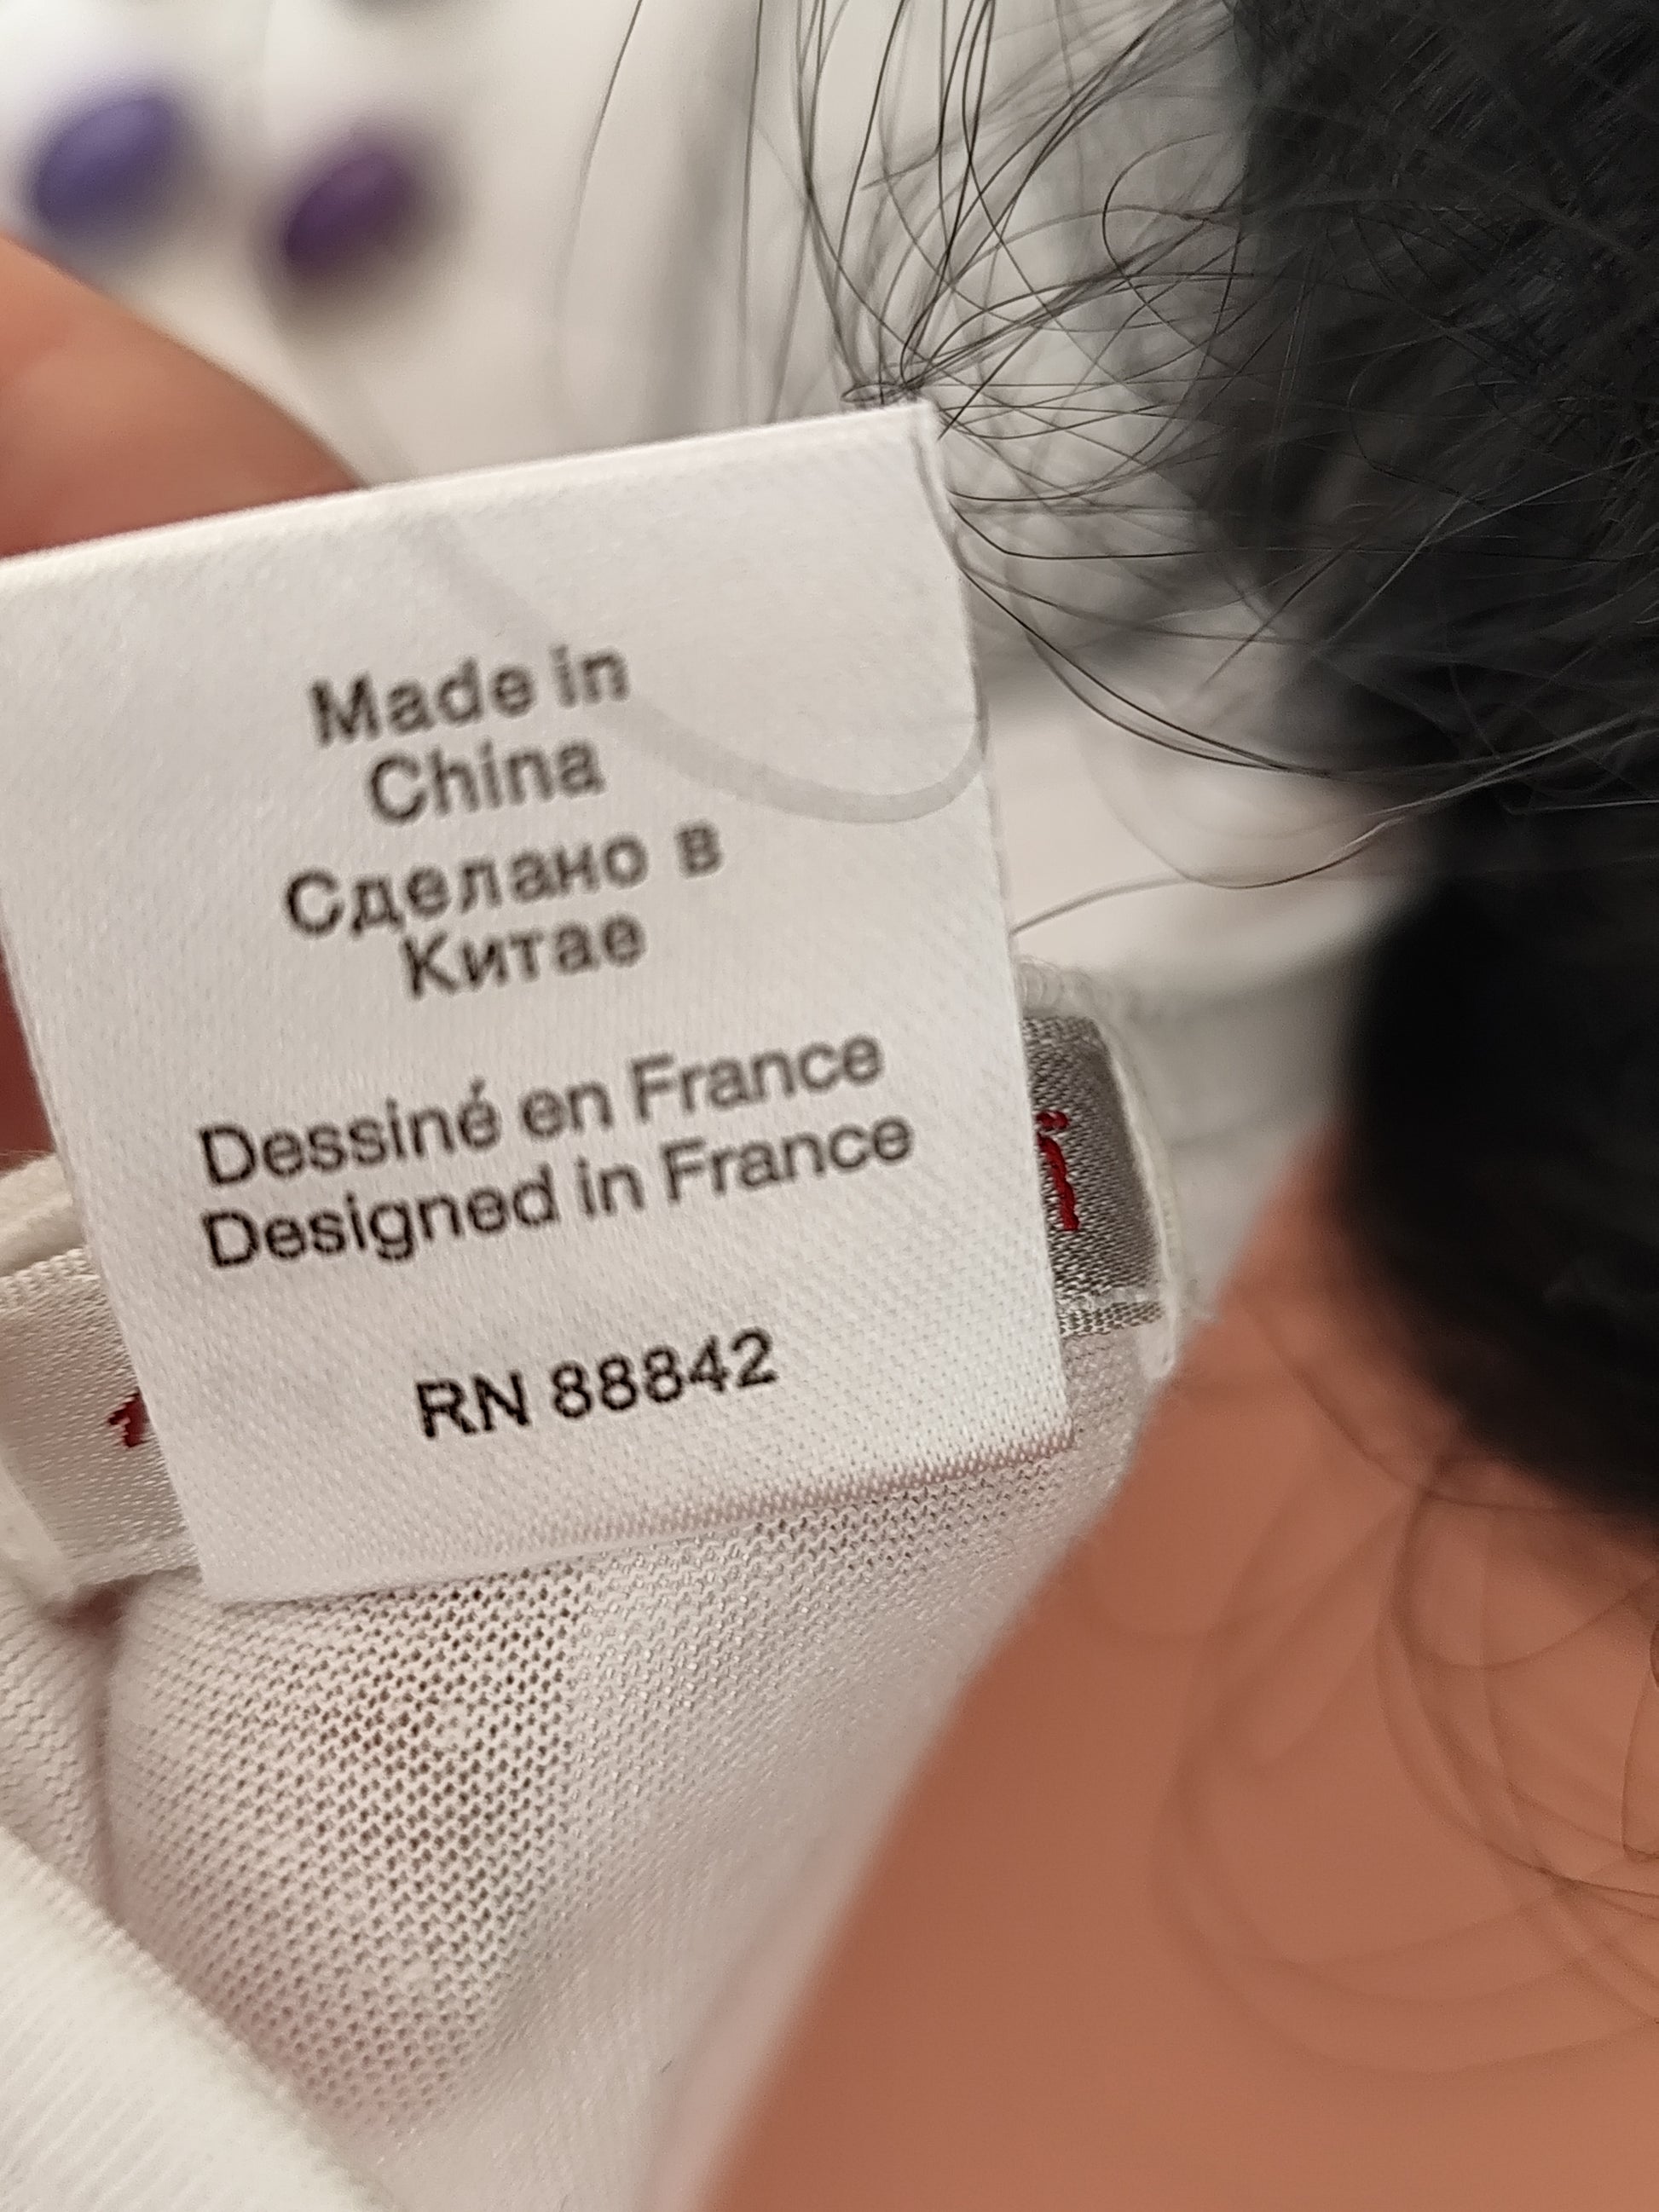 Made in
China
Сделано в
Китае
Dessiné en France
Designed in France
RN 88842